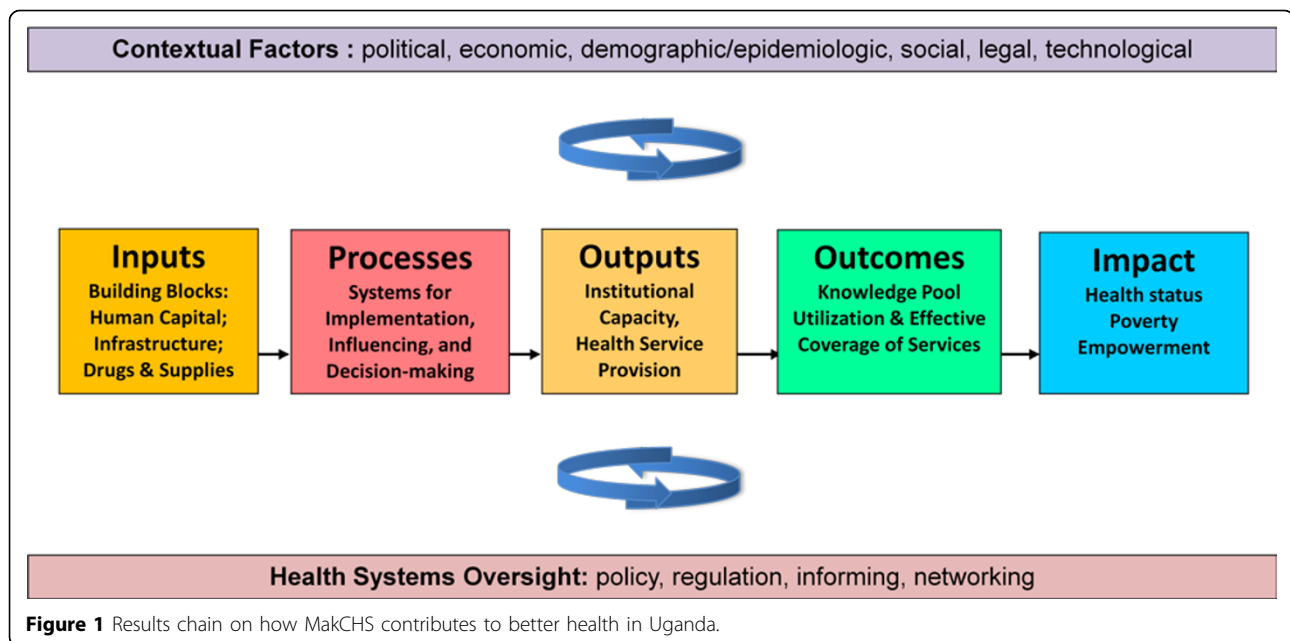 Contextual Factors : political, economic, demographic/epidemiologic, social, legal, technological
Inputs
Building Blocks:
Human Capital;
Infrastructure;
Drugs & Supplies
Processes
Systems for
Implementation,
Influencing, and
Decision-making
Outputs
Institutional
Capacity,
Health Service
Provision
Outcomes
Knowledge Pool
Utilization & Effective
Coverage of Services
Impact
Health status
Poverty
Empowerment
Health Systems Oversight: policy, regulation, informing, networking
Figure 1 Results chain on how MakCHS contributes to better health in Uganda.